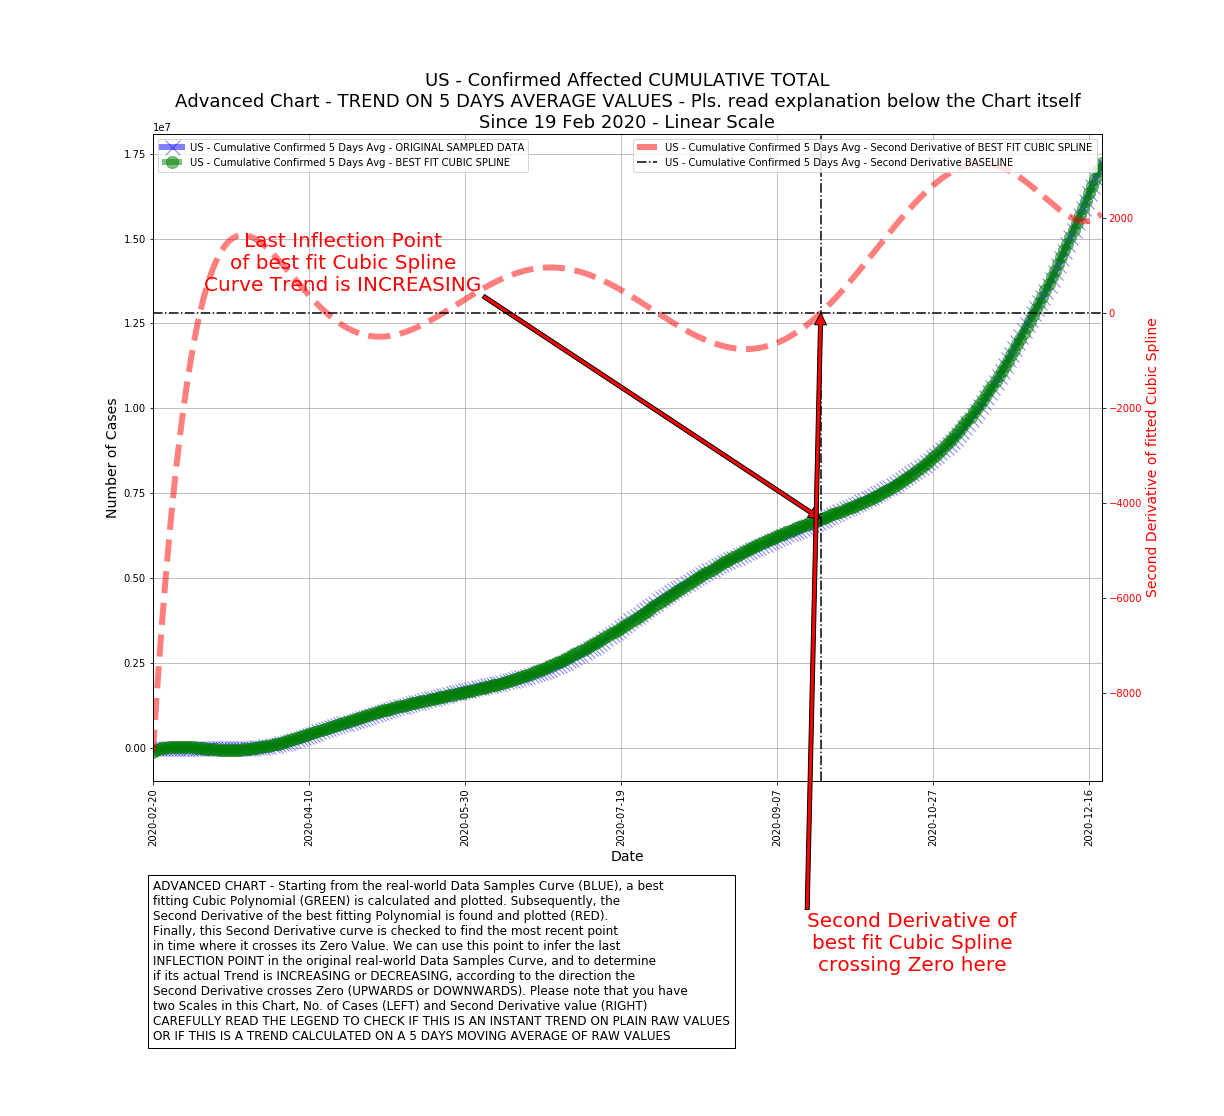 US - Confirmed Affected CUMULATIVE TOTAL
Advanced Chart - TREND ON 5 DAYS AVERAGE VALUES - Pls. read explanation below the Chart itself
Since 19 Feb 2020 - Linear Scale
1e7
US - Cumulative Confirmed 5 Days Avg - ORIGINAL SAMPLED DATA
US - Cumulative Confirmed 5 Days Avg - BEST FIT CUBIC SPLINE
US - Cumulative Confirmed 5 Days Avg - Second Derivative of BEST FIT CUBIC SPLINE
US - Cumulative Confirmed 5 Days Avg - Second Derivative BASELINE
Last Inflection Point
of best fit Cubic Spline
Curve Trend is INCREASING
Number of Cases
1.75
1.50
1.25
1.00
0.75
0.50
0.25
0.00
2000
0
−2000
−4000
−6000
−8000
Second Derivative of fitted Cubic Spline
2020-02-20
2020-04-10
2020-05-30
2020-07-19
2020-09-07
2020-10-27
2020-12-16
Date
ADVANCED CHART - Starting from the real-world Data Samples Curve (BLUE), a best
fitting Cubic Polynomial (GREEN) is calculated and plotted. Subsequently, the
Second Derivative of the best fitting Polynomial is found and plotted (RED).
Finally, this Second Derivative curve is checked to find the most recent point
in time where it crosses its Zero Value. We can use this point to infer the last
INFLECTION POINT in the original real-world Data Samples Curve, and to determine
if its actual Trend is INCREASING or DECREASING, according to the direction the
Second Derivative crosses Zero (UPWARDS or DOWNWARDS). Please note that you have
two Scales in this Chart, No. of Cases (LEFT) and Second Derivative value (RIGHT)
CAREFULLY READ THE LEGEND TO CHECK IF THIS IS AN INSTANT TREND ON PLAIN RAW VALUES
OR IF THIS IS A TREND CALCULATED ON A 5 DAYS MOVING AVERAGE OF RAW VALUES
Second Derivative of
best fit Cubic Spline
crossing Zero here